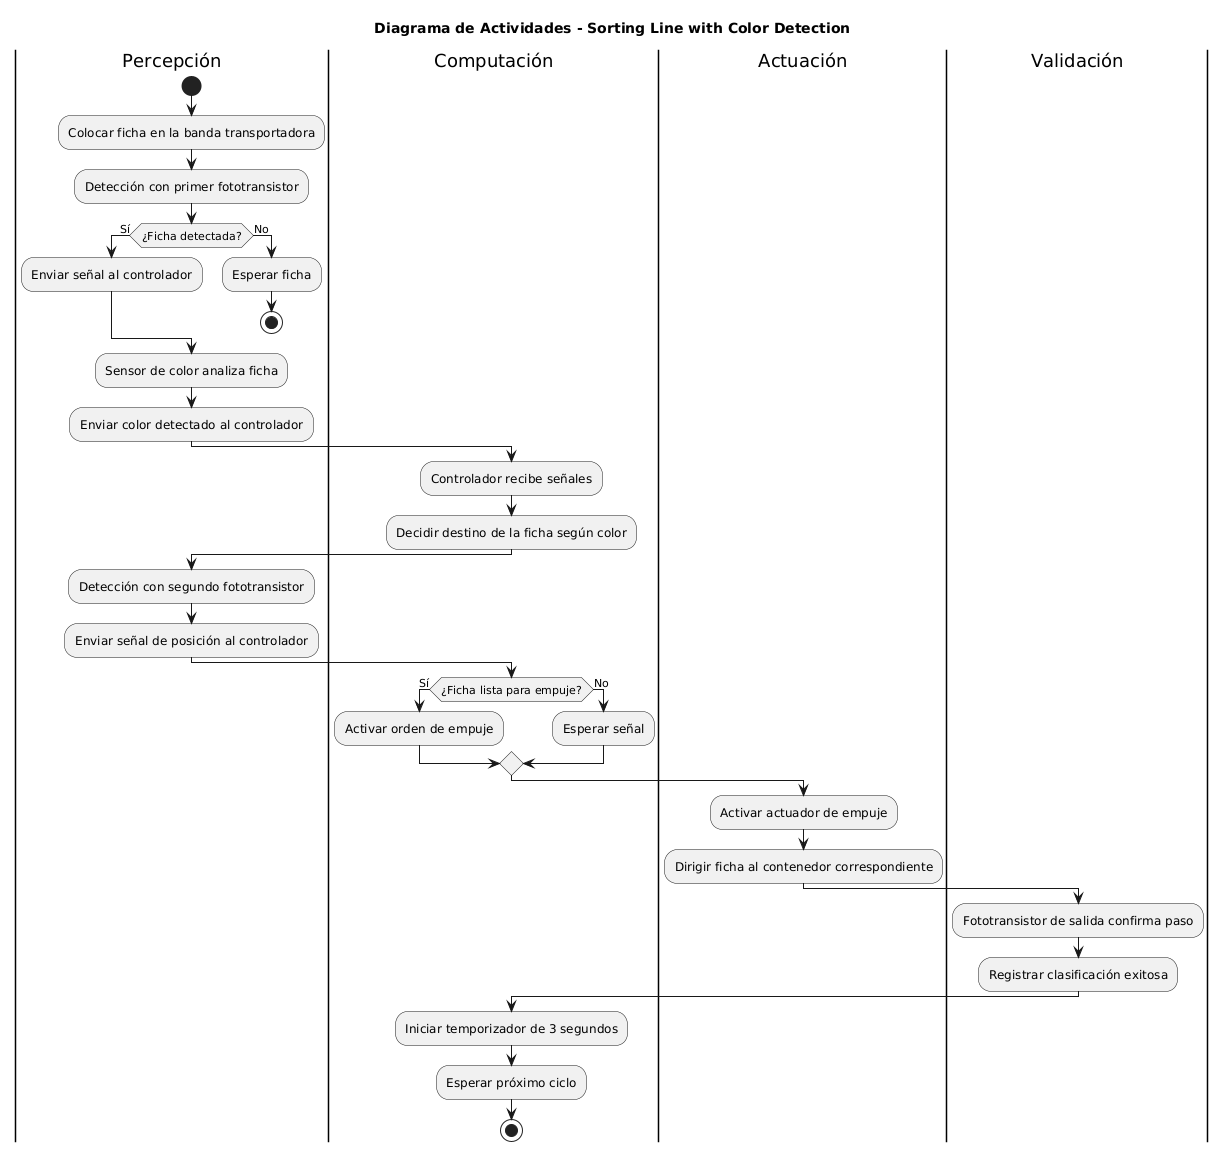 Diagrama de Actividades - Sorting Line with Color Detection
Percepción
Computación
Actuación
Validación
Colocar ficha en la banda transportadora
Detección con primer fototransistor
Sí
¿Ficha detectada?
No
Enviar señal al controlador
Esperar ficha
Sensor de color analiza ficha
Enviar color detectado al controlador
Controlador recibe señales
Decidir destino de la ficha según color
Detección con segundo fototransistor
Enviar señal de posición al controlador
Sí
¿Ficha lista para empuje?
No
Activar orden de empuje
Esperar señal
Activar actuador de empuje
Dirigir ficha al contenedor correspondiente
Fototransistor de salida confirma paso
Registrar clasificación exitosa
Iniciar temporizador de 3 segundos
Esperar próximo ciclo